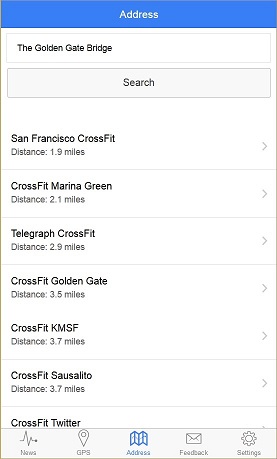 Address
The Golden Gate Bridge
Search
San Francisco CrossFit
Distance: 1.9 miles
CrossFit Marina Green
Distance: 2.1 miles
Telegraph CrossFit
Distance: 2.9 miles
CrossFit Golden Gate
Distance: 3.5 miles
CrossFit KMSF
Distance: 3.7 miles
CrossFit Sausalito
Distance: 3.7 miles
CrossFit Twitter
News GPS Address Feedback Settings